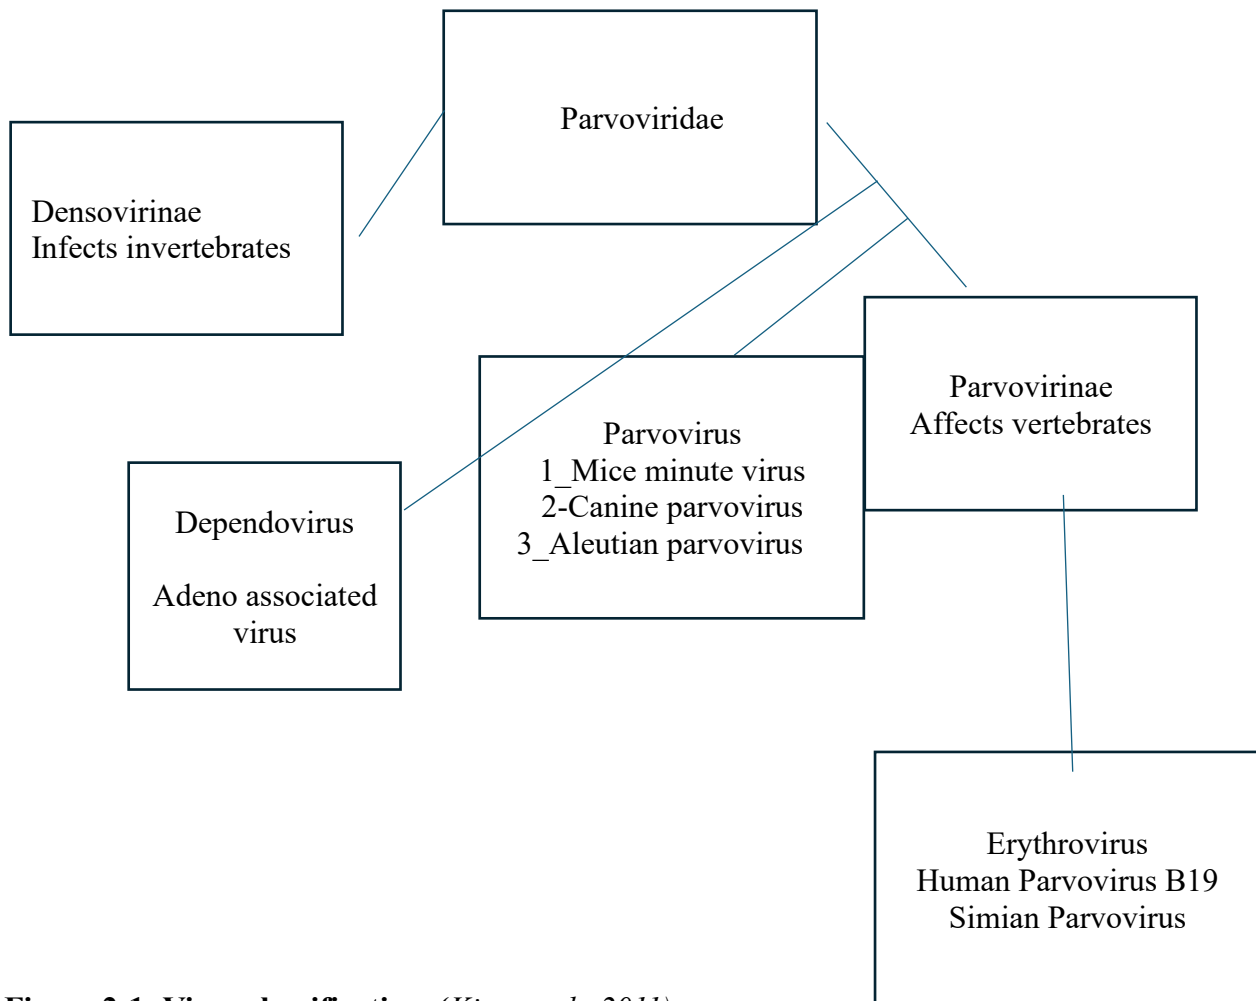 Parvoviridae
Densovirinae
Infects invertebrates
Parvovirinae
Affects vertebrates
Parvovirus
1_Mice minute virus
2-Canine parvovirus
3_Aleutian parvovirus
Dependovirus
Adeno associated
virus
Erythrovirus
Human Parvovirus B19
Simian Parvovirus